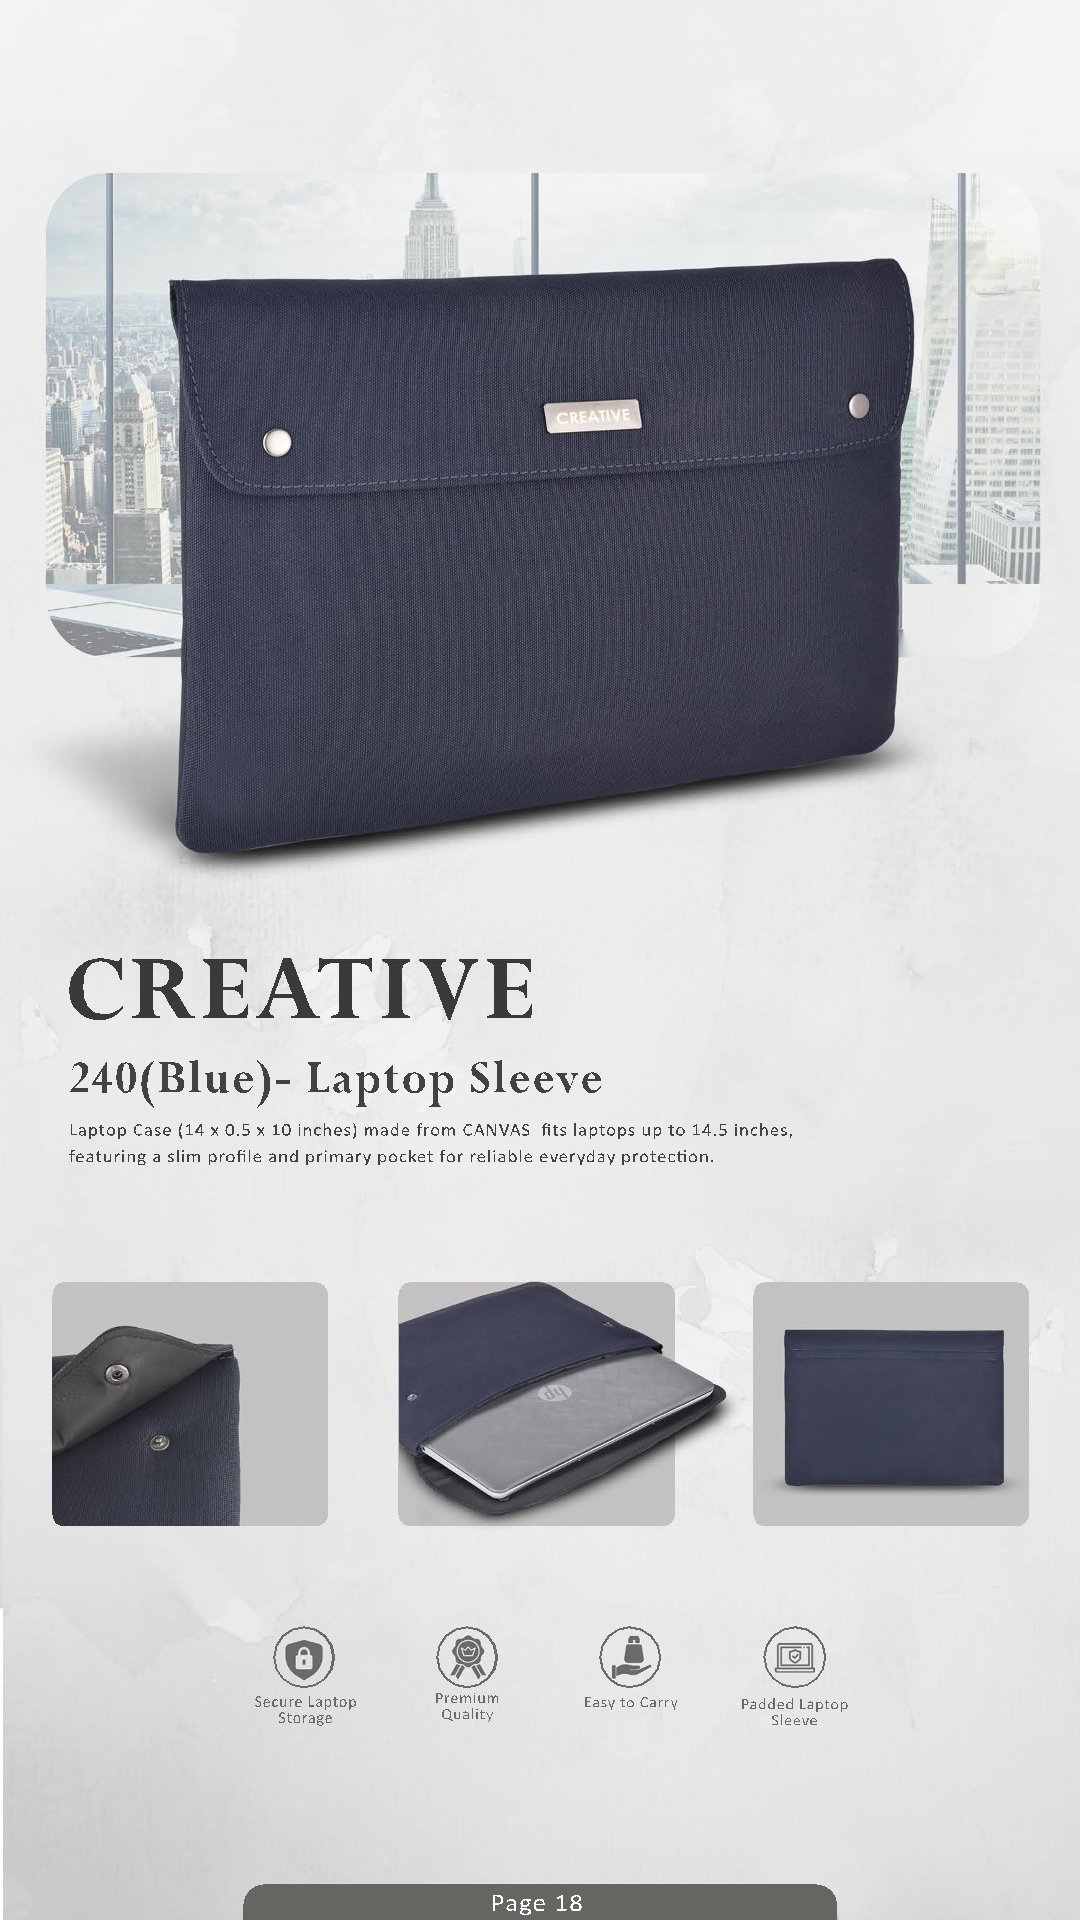 CREATIVE
CREATIVE
240(Blue)- Laptop Sleeve
Laptop Case (14 x 0.5 x 10 inches) made from CANVAS fits laptops up to 14.5 inches,
featuring a slim profile and primary pocket for reliable everyday protection.
hp
Secure Laptop
Storage
Premium
Quality
Easy to Carry
Padded Laptop
Sleeve
Page 18